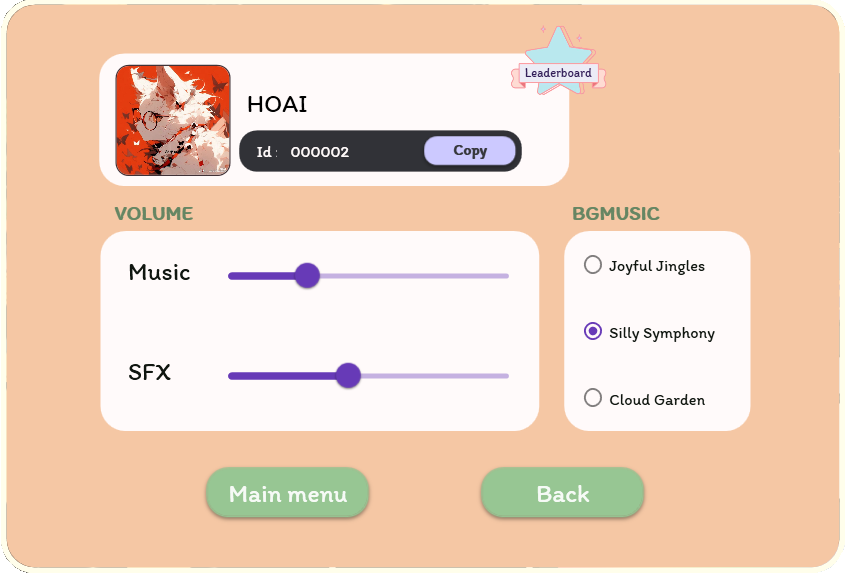 Leaderboard
HOAI
Id : 000002
Copy
VOLUME
Music
SFX
BGMUSIC
Joyful Jingles
Silly Symphony
Cloud Garden
Main menu
Back